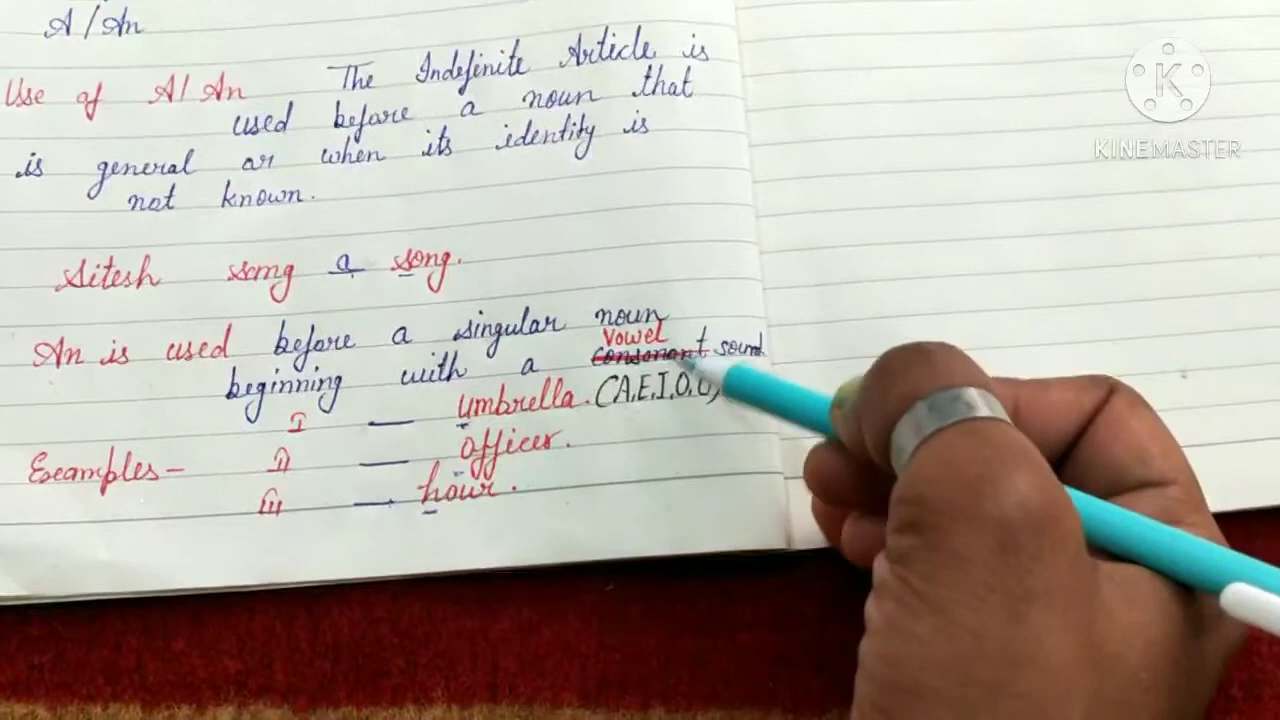 A/An
Use of A/An The Indefinite Article is
used before a noun that
is general or when its identity is
not known.
Sitesh sang a song.
An is used before a singular noun
Vowel
beginning with a consonant sound.
I — umbrella. (A,E,I,O,U,
Examples- II — officer.
III — hour.
K
KINEMASTER